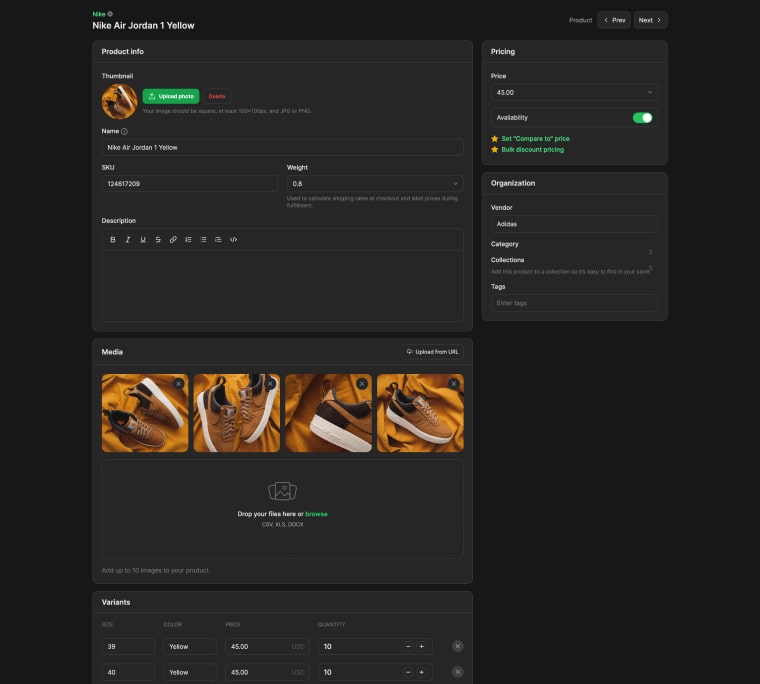 Nike
Nike Air Jordan 1 Yellow
Product
Prev
Next
Product info
Thumbnail
Upload photo
Delete
Your image should be square, at least 100×100px, and JPG or PNG.
Name
Nike Air Jordan 1 Yellow
SKU
124617209
Weight
0.8
Used to calculate shipping rates at checkout and label prices during
fulfillment.
Description
B I U S
Media
Upload from URL
Drop your files here or browse
CSV, XLS, DOCX
Add up to 10 images to your product.
Variants
SIZE COLOR PRICE QUANTITY
39 Yellow 45.00 USD 10
40 Yellow 45.00 USD 10
Pricing
Price
45.00
Availability
Set "Compare to" price
Bulk discount pricing
Organization
Vendor
Adidas
Category
Collections
Add this product to a collection so it's easy to find in your store.
Tags
Enter tags